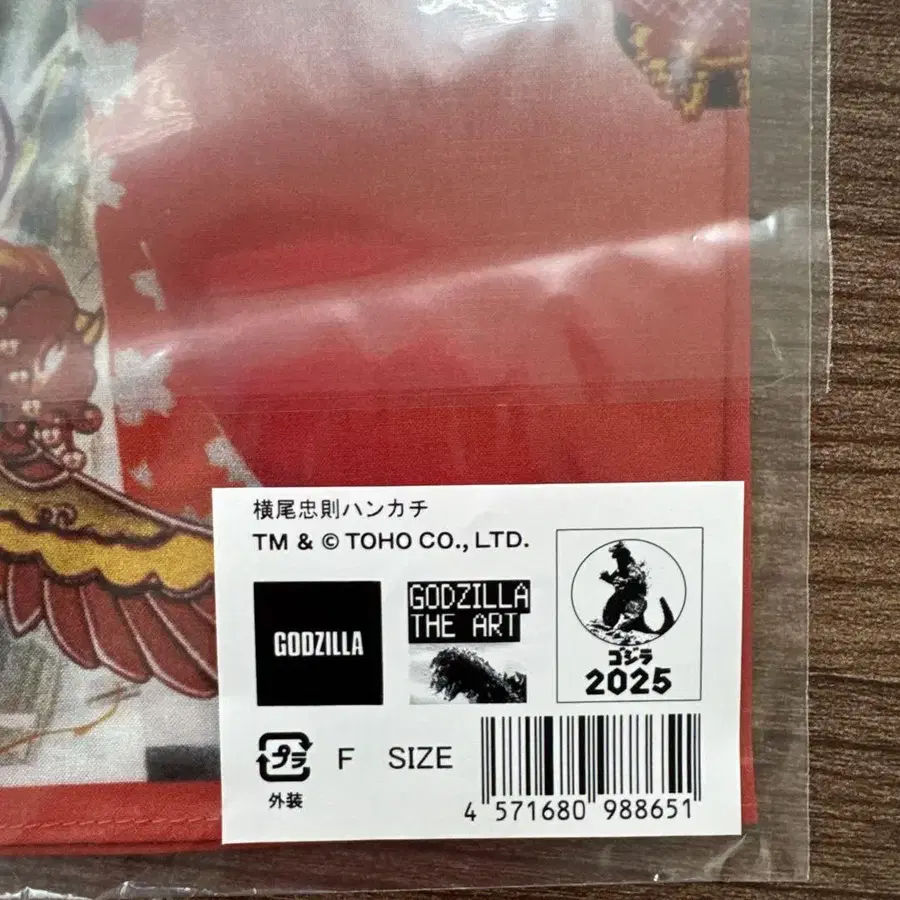 横尾忠則ハンカチ
TM & © TOHO CO., LTD.
GODZILLA
GODZILLA
THE ART
ゴジラ
2025
プラ
外装
F SIZE
4 571680 988651